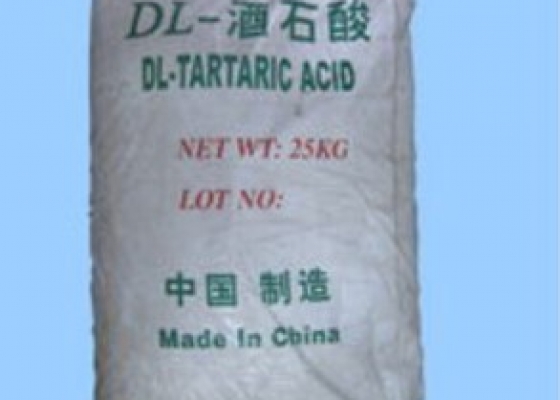 DL-酒石酸
DL-TARTARIC ACID
NET WT: 25KG
LOT NO:
中国 制造
Made In China